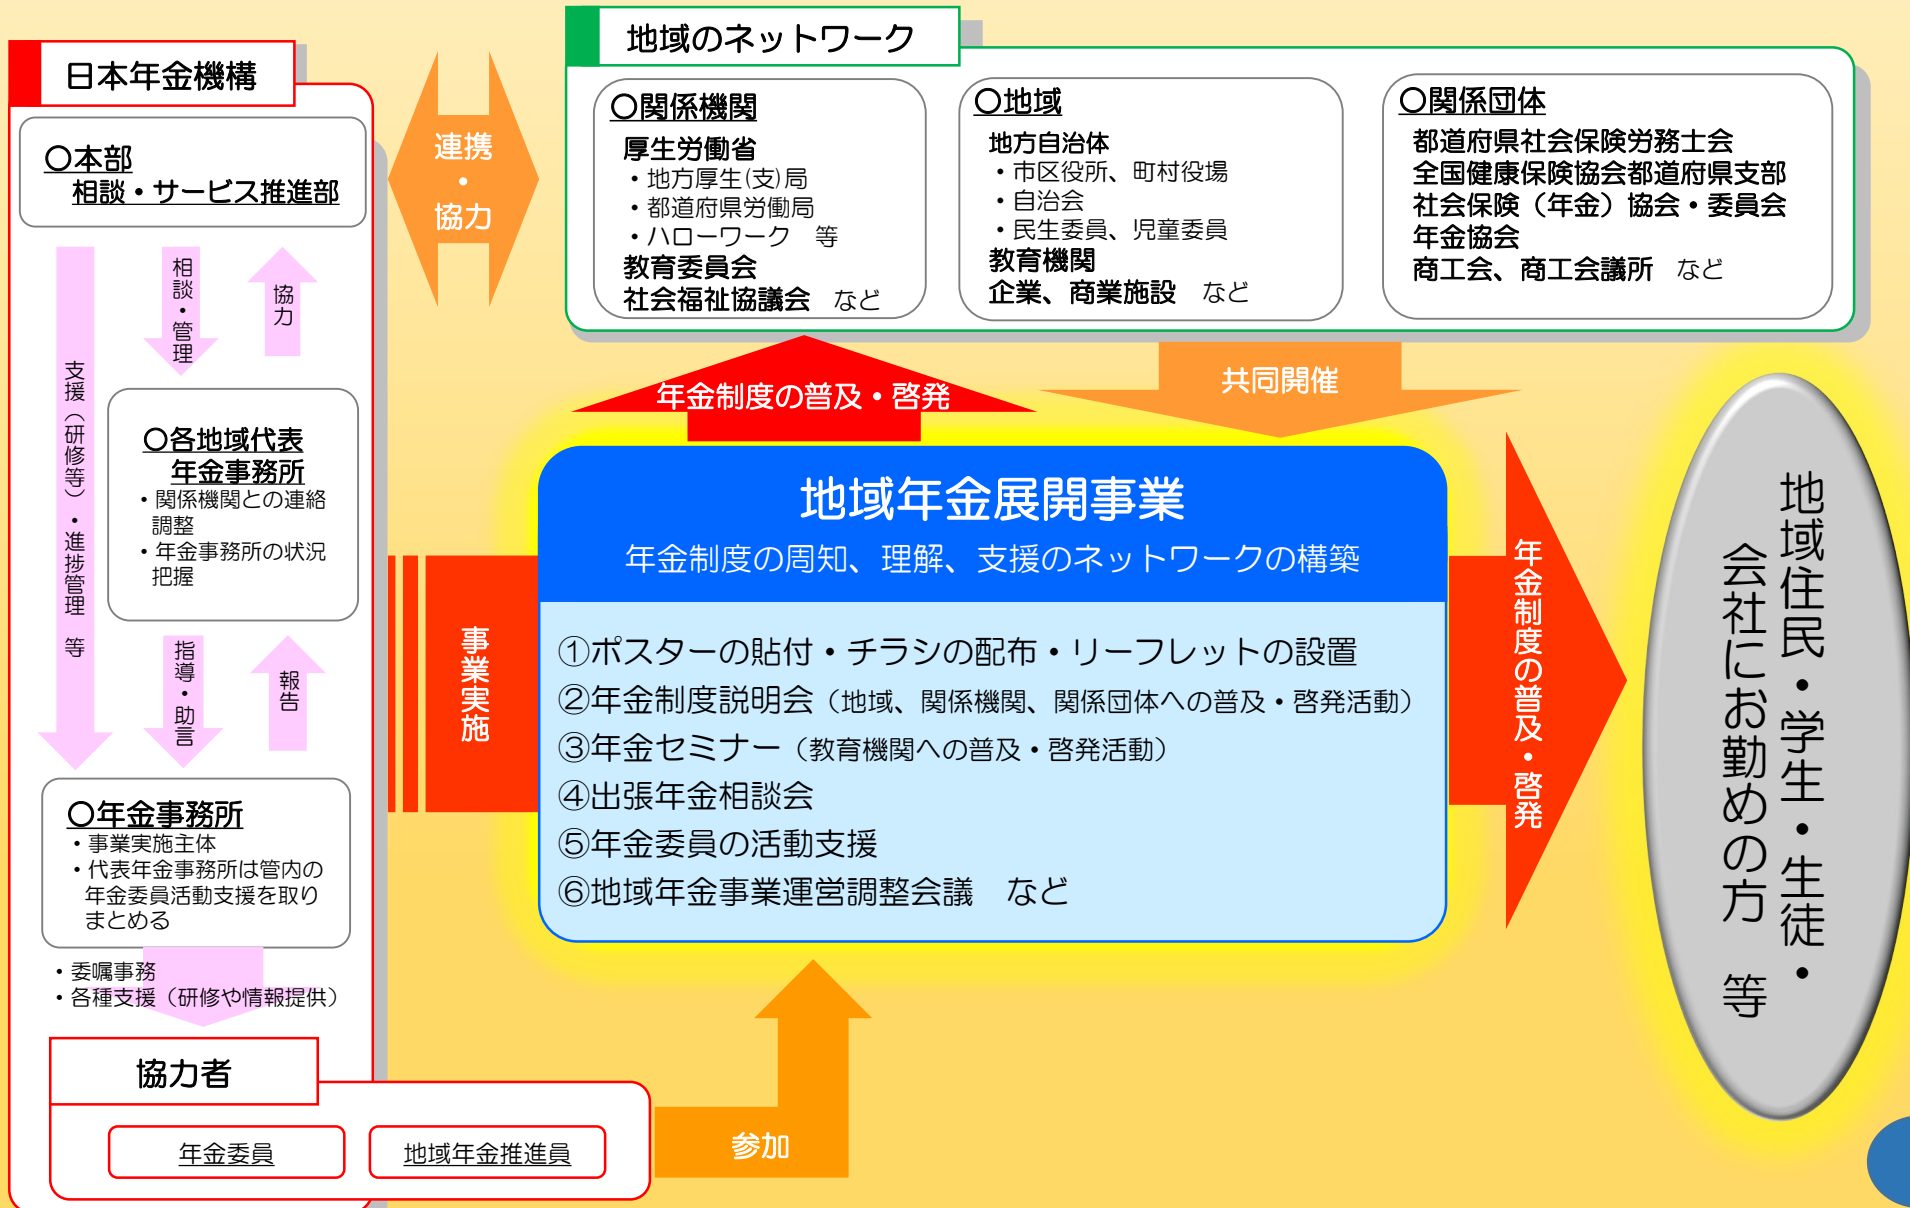 日本年金機構
〇本部
相談・サービス推進部
支援（研修等）・進捗管理　等
相談・管理
協力
〇各地域代表
年金事務所
・関係機関との連絡
調整
・年金事務所の状況
把握
指導・助言
報告
〇年金事務所
・事業実施主体
・代表年金事務所は管内の
年金委員活動支援を取り
まとめる
・委嘱事務
・各種支援（研修や情報提供）
協力者
年金委員
地域年金推進員
連携
・
協力
地域のネットワーク
〇関係機関
厚生労働省
・地方厚生(支)局
・都道府県労働局
・ハローワーク　等
教育委員会
社会福祉協議会　など
〇地域
地方自治体
・市区役所、町村役場
・自治会
・民生委員、児童委員
教育機関
企業、商業施設　など
〇関係団体
都道府県社会保険労務士会
全国健康保険協会都道府県支部
社会保険（年金）協会・委員会
年金協会
商工会、商工会議所　など
年金制度の普及・啓発
共同開催
事業実施
地域年金展開事業
年金制度の周知、理解、支援のネットワークの構築
①ポスターの貼付・チラシの配布・リーフレットの設置
②年金制度説明会（地域、関係機関、関係団体への普及・啓発活動）
③年金セミナー（教育機関への普及・啓発活動）
④出張年金相談会
⑤年金委員の活動支援
⑥地域年金事業運営調整会議　など
参加
年金制度の普及・啓発
地域住民・学生・生徒・
会社にお勤めの方　等